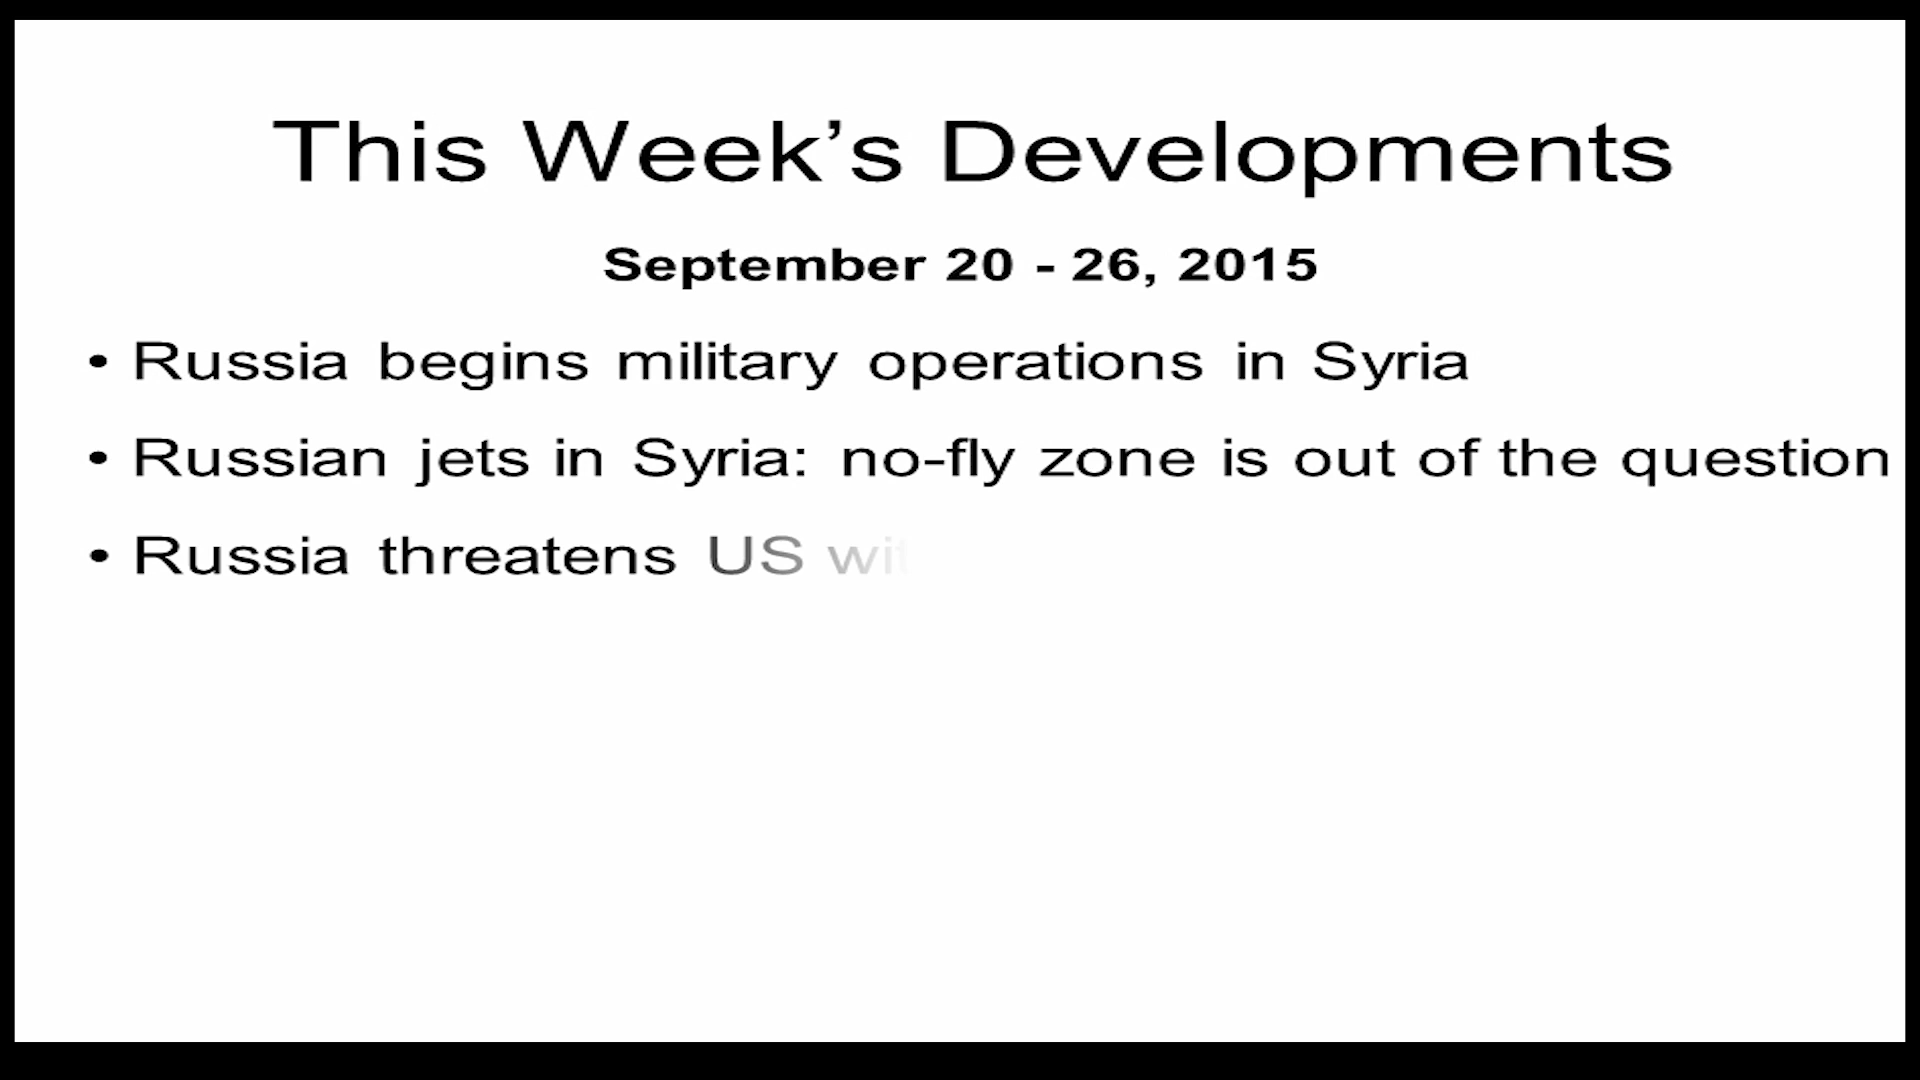 This Week’s Developments
September 20 - 26, 2015
• Russia begins military operations in Syria
• Russian jets in Syria: no-fly zone is out of the question
• Russia threatens US